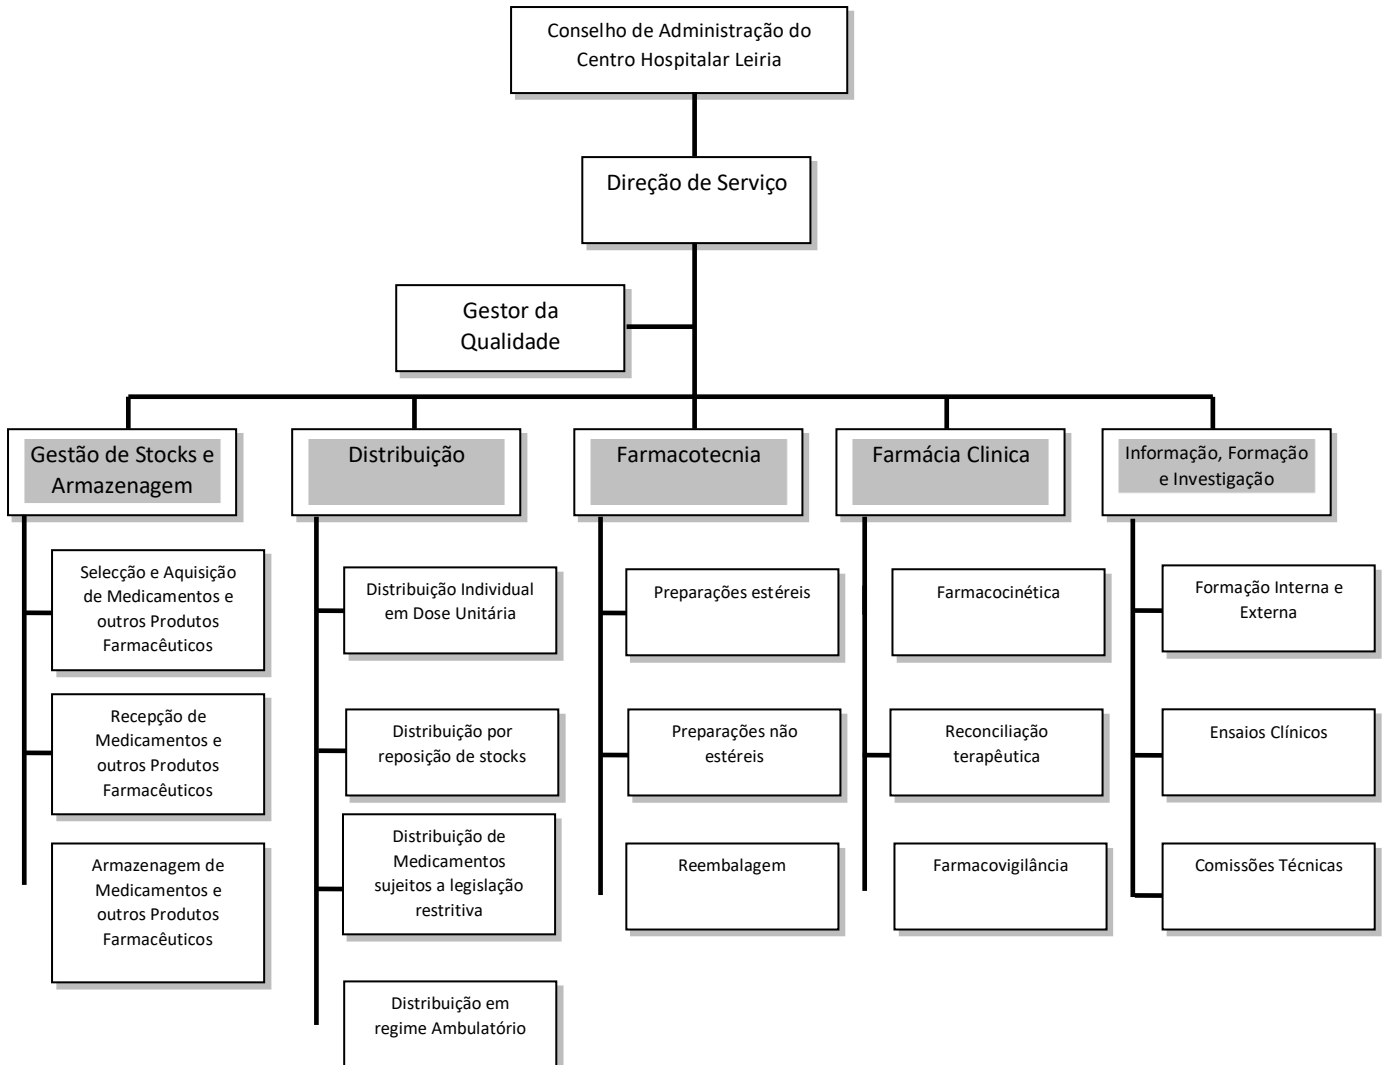 Conselho de Administração do
Centro Hospitalar Leiria
Direção de Serviço
Gestor da
Qualidade
Gestão de Stocks e
Armazenagem
Distribuição
Farmacotecnia
Farmácia Clinica
Informação, Formação
e Investigação
Selecção e Aquisição
de Medicamentos e
outros Produtos
Farmacêuticos
Recepção de
Medicamentos e
outros Produtos
Farmacêuticos
Armazenagem de
Medicamentos e
outros Produtos
Farmacêuticos
Distribuição Individual
em Dose Unitária
Distribuição por
reposição de stocks
Distribuição de
Medicamentos
sujeitos a legislação
restritiva
Distribuição em
regime Ambulatório
Preparações estéreis
Preparações não
estéreis
Reembalagem
Farmacocinética
Reconciliação
terapêutica
Farmacovigilância
Formação Interna e
Externa
Ensaios Clínicos
Comissões Técnicas